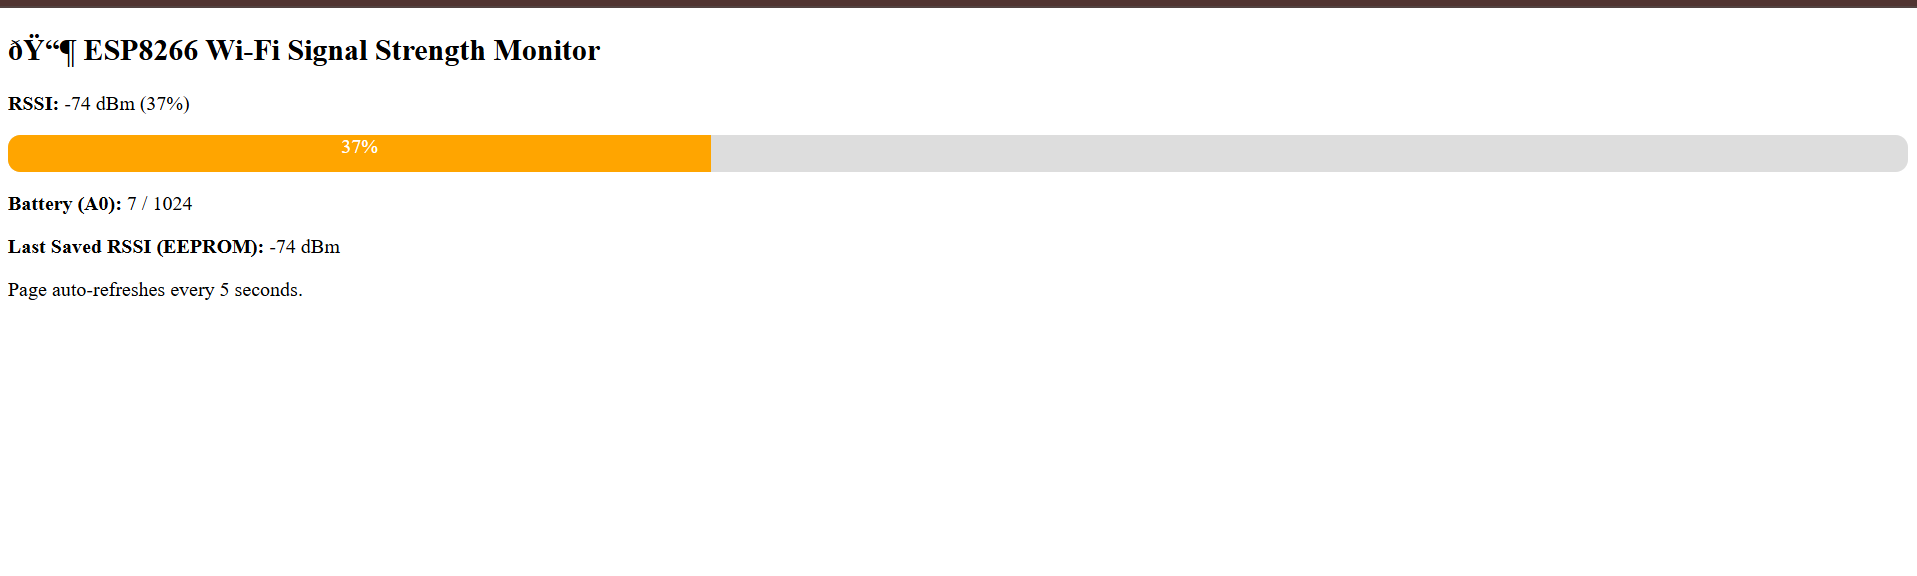 ðŸ“¶ ESP8266 Wi-Fi Signal Strength Monitor
RSSI: -74 dBm (37%)
37%
Battery (A0): 7 / 1024
Last Saved RSSI (EEPROM): -74 dBm
Page auto-refreshes every 5 seconds.